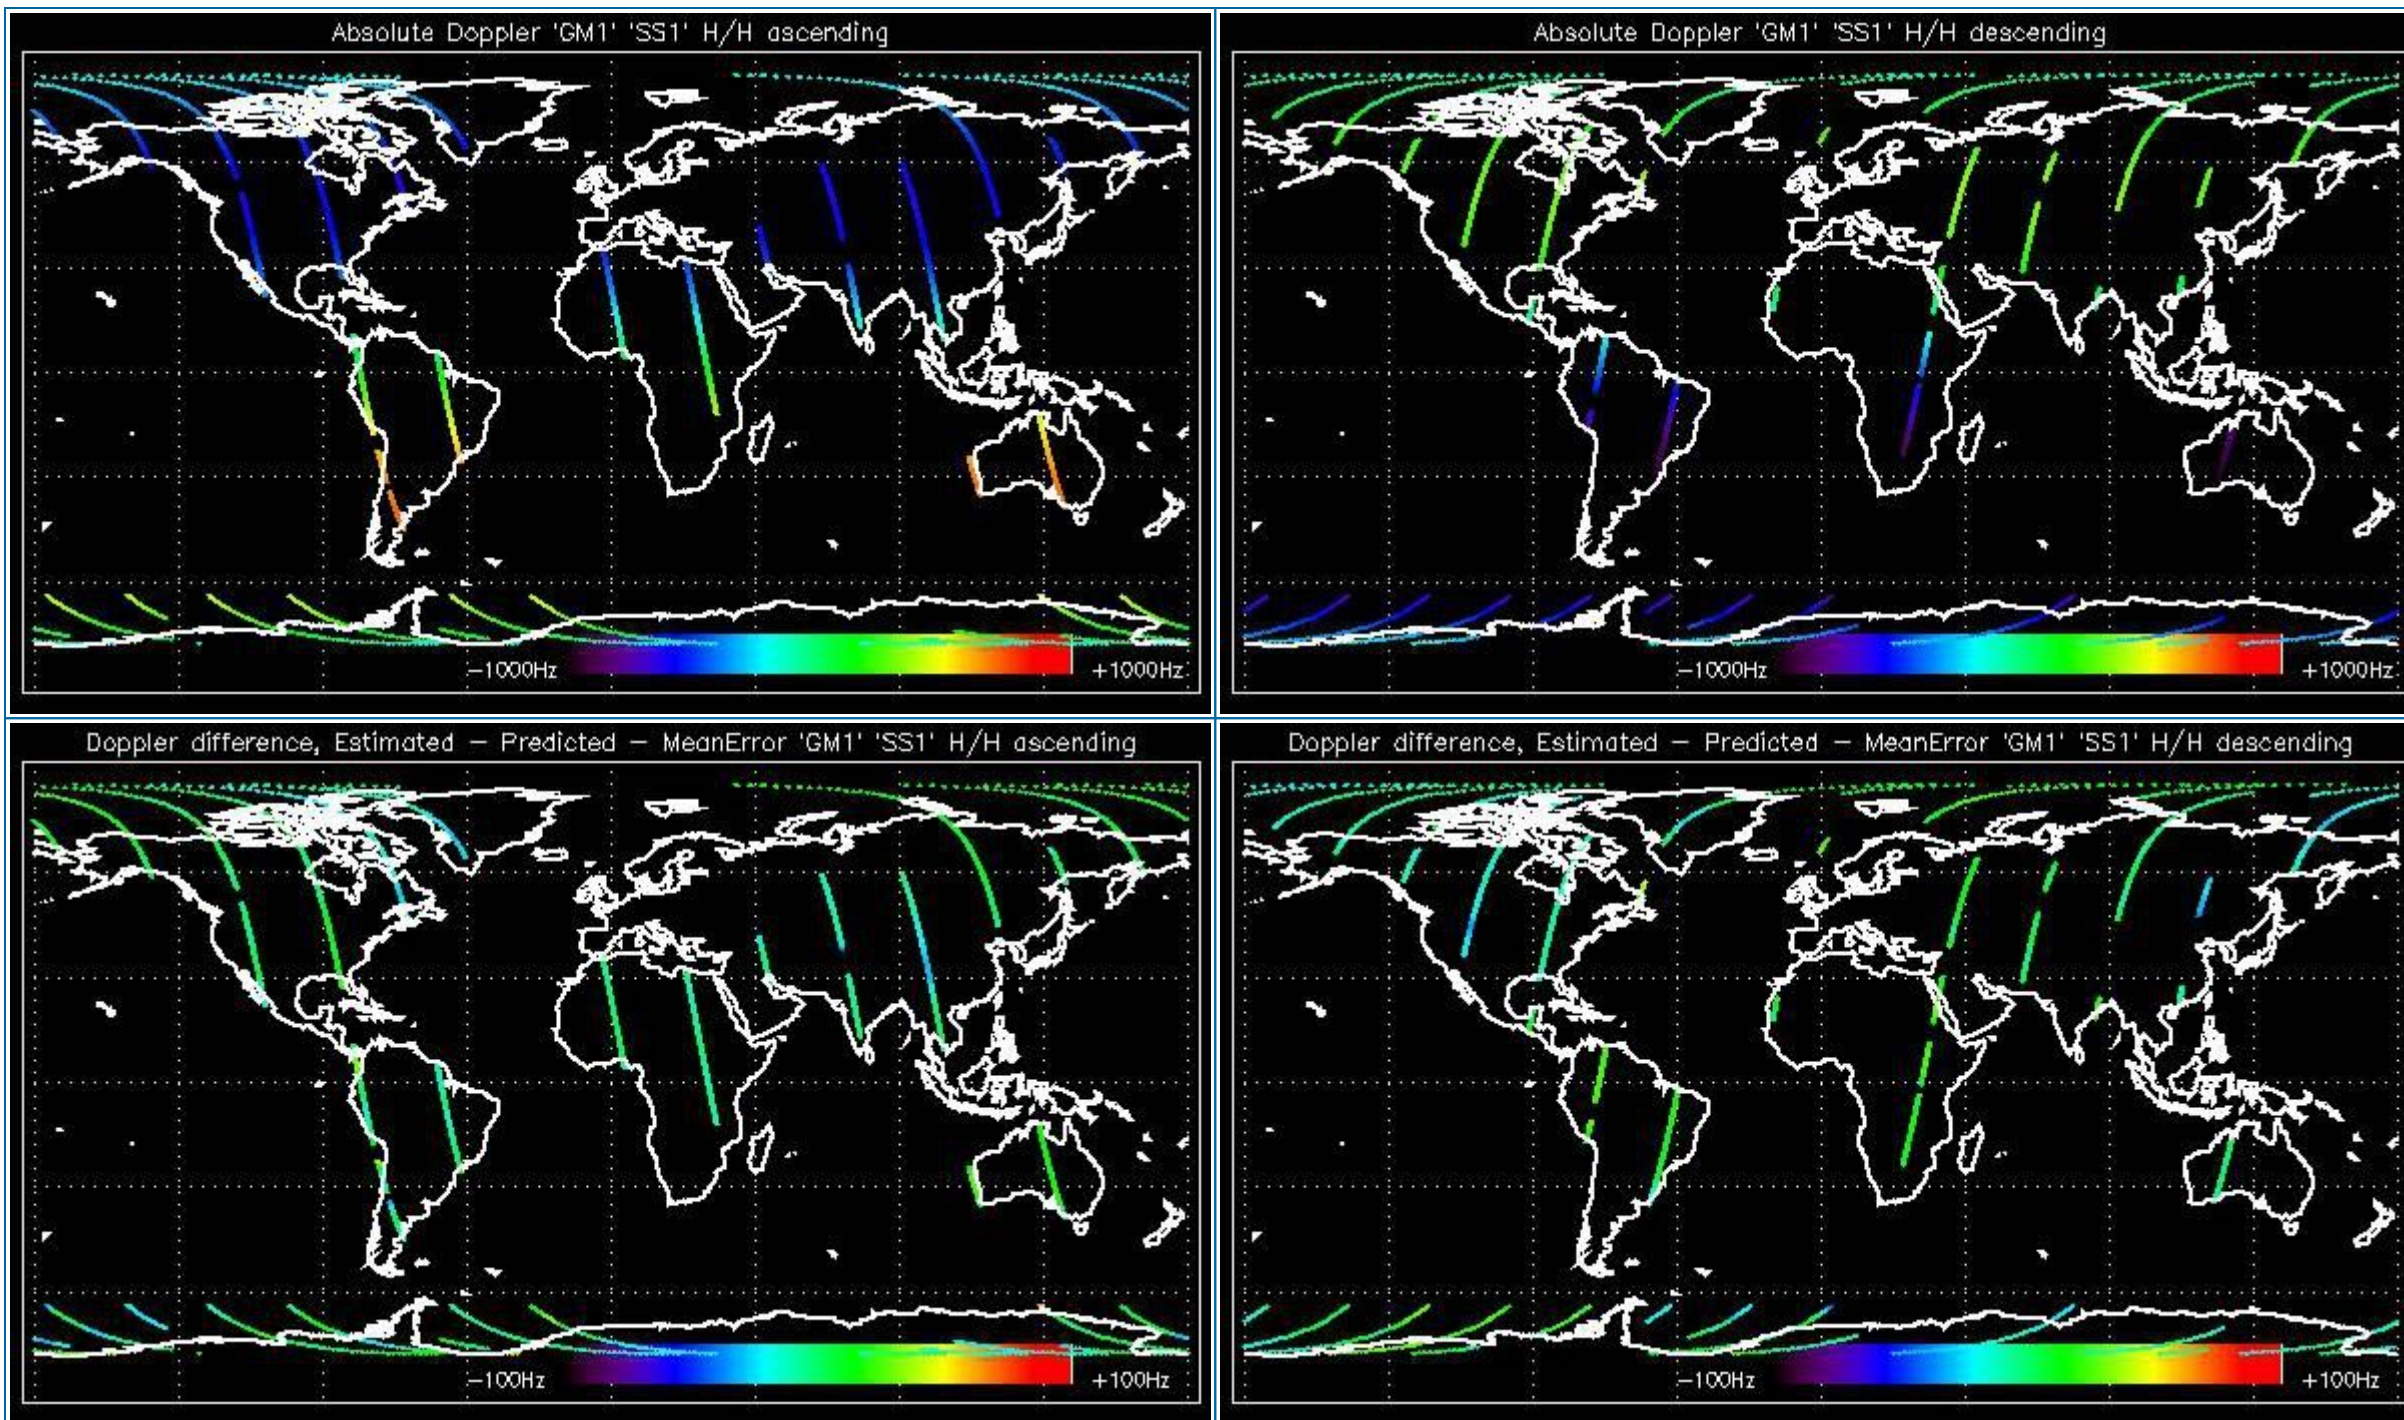 Absolute Doppler 'GM1' 'SS1' H/H ascending
-1000Hz
+1000Hz
Absolute Doppler 'GM1' 'SS1' H/H descending
-1000Hz
+1000Hz
Doppler difference, Estimated - Predicted - MeanError 'GM1' 'SS1' H/H ascending
-100Hz
+100Hz
Doppler difference, Estimated - Predicted - MeanError 'GM1' 'SS1' H/H descending
-100Hz
+100Hz